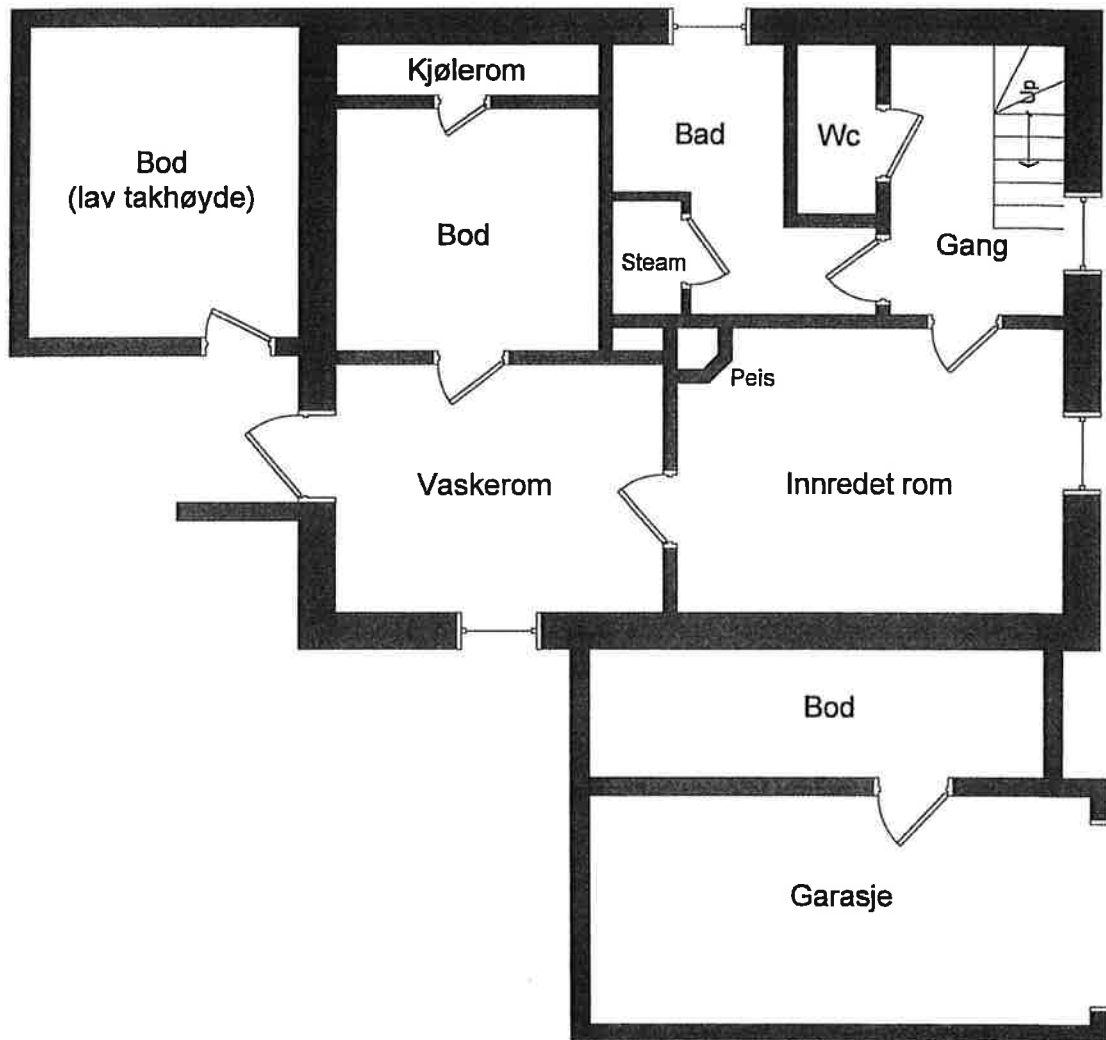 Kjølerom
Bod
(lav takhøyde)
Bod
Bad
Wc
Up
Steam
Gang
Peis
Vaskerom
Innredet rom
Bod
Garasje